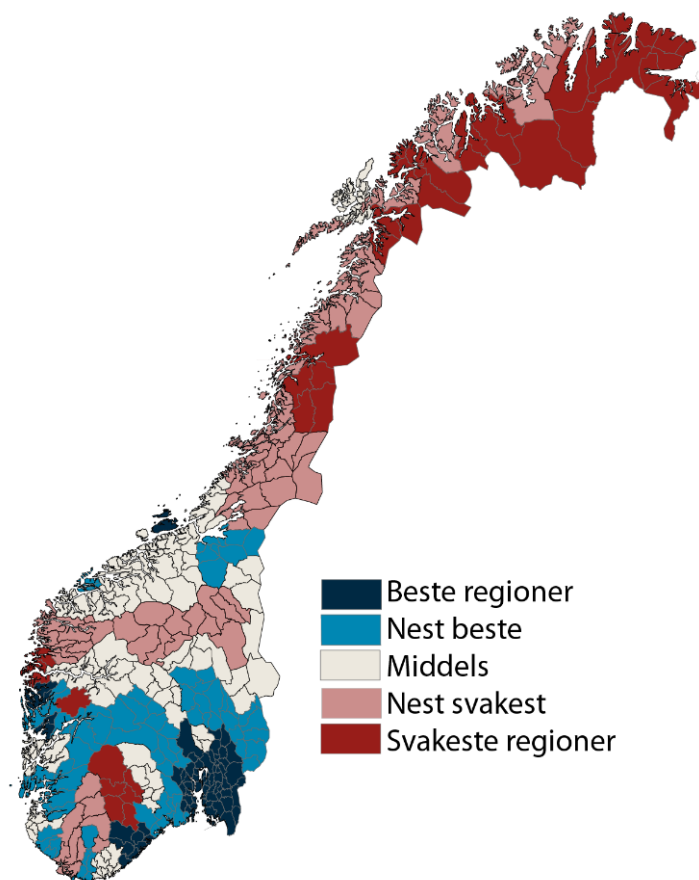 Beste regioner
Nest beste
Middels
Nest svakest
Svakeste regioner